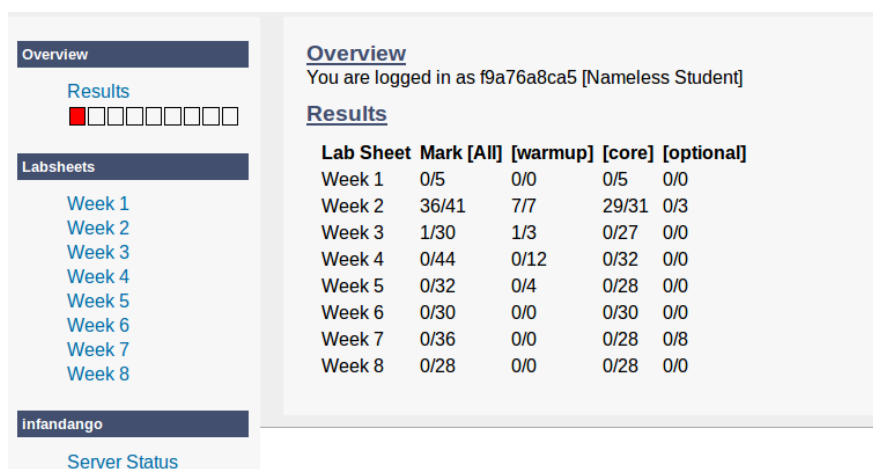 Overview
Results
Labsheets
Week 1
Week 2
Week 3
Week 4
Week 5
Week 6
Week 7
Week 8
infandango
Server Status
Overview
You are logged in as f9a76a8ca5 [Nameless Student]
Results
Lab Sheet Mark [All] [warmup] [core] [optional]
Week 1 0/5 0/0 0/5 0/0
Week 2 36/41 7/7 29/31 0/3
Week 3 1/30 1/3 0/27 0/0
Week 4 0/44 0/12 0/32 0/0
Week 5 0/32 0/4 0/28 0/0
Week 6 0/30 0/0 0/30 0/0
Week 7 0/36 0/0 0/28 0/8
Week 8 0/28 0/0 0/28 0/0